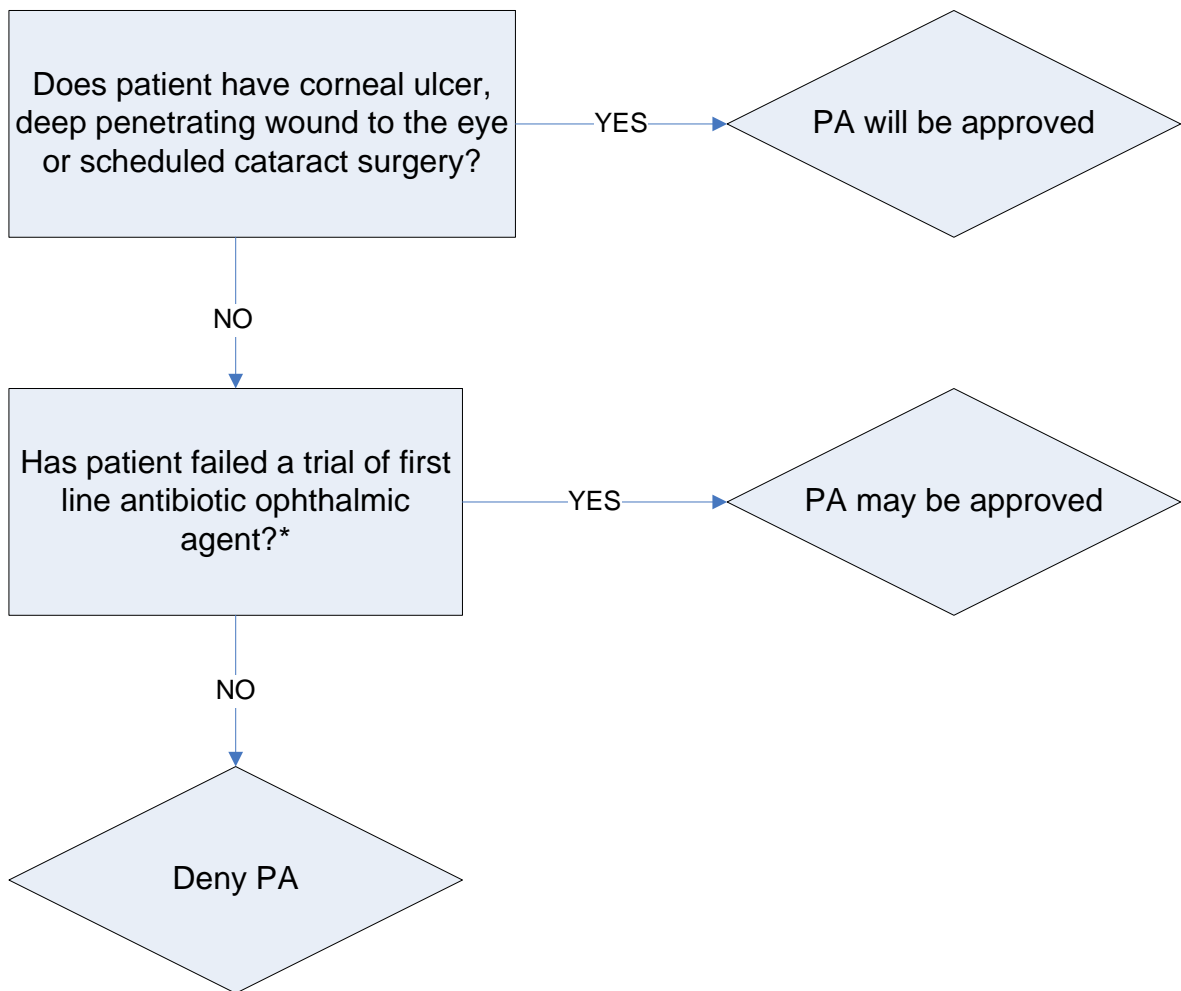 Does patient have corneal ulcer,
deep penetrating wound to the eye
or scheduled cataract surgery?
YES
PA will be approved
NO
Has patient failed a trial of first
line antibiotic ophthalmic
agent?*
YES
PA may be approved
NO
Deny PA